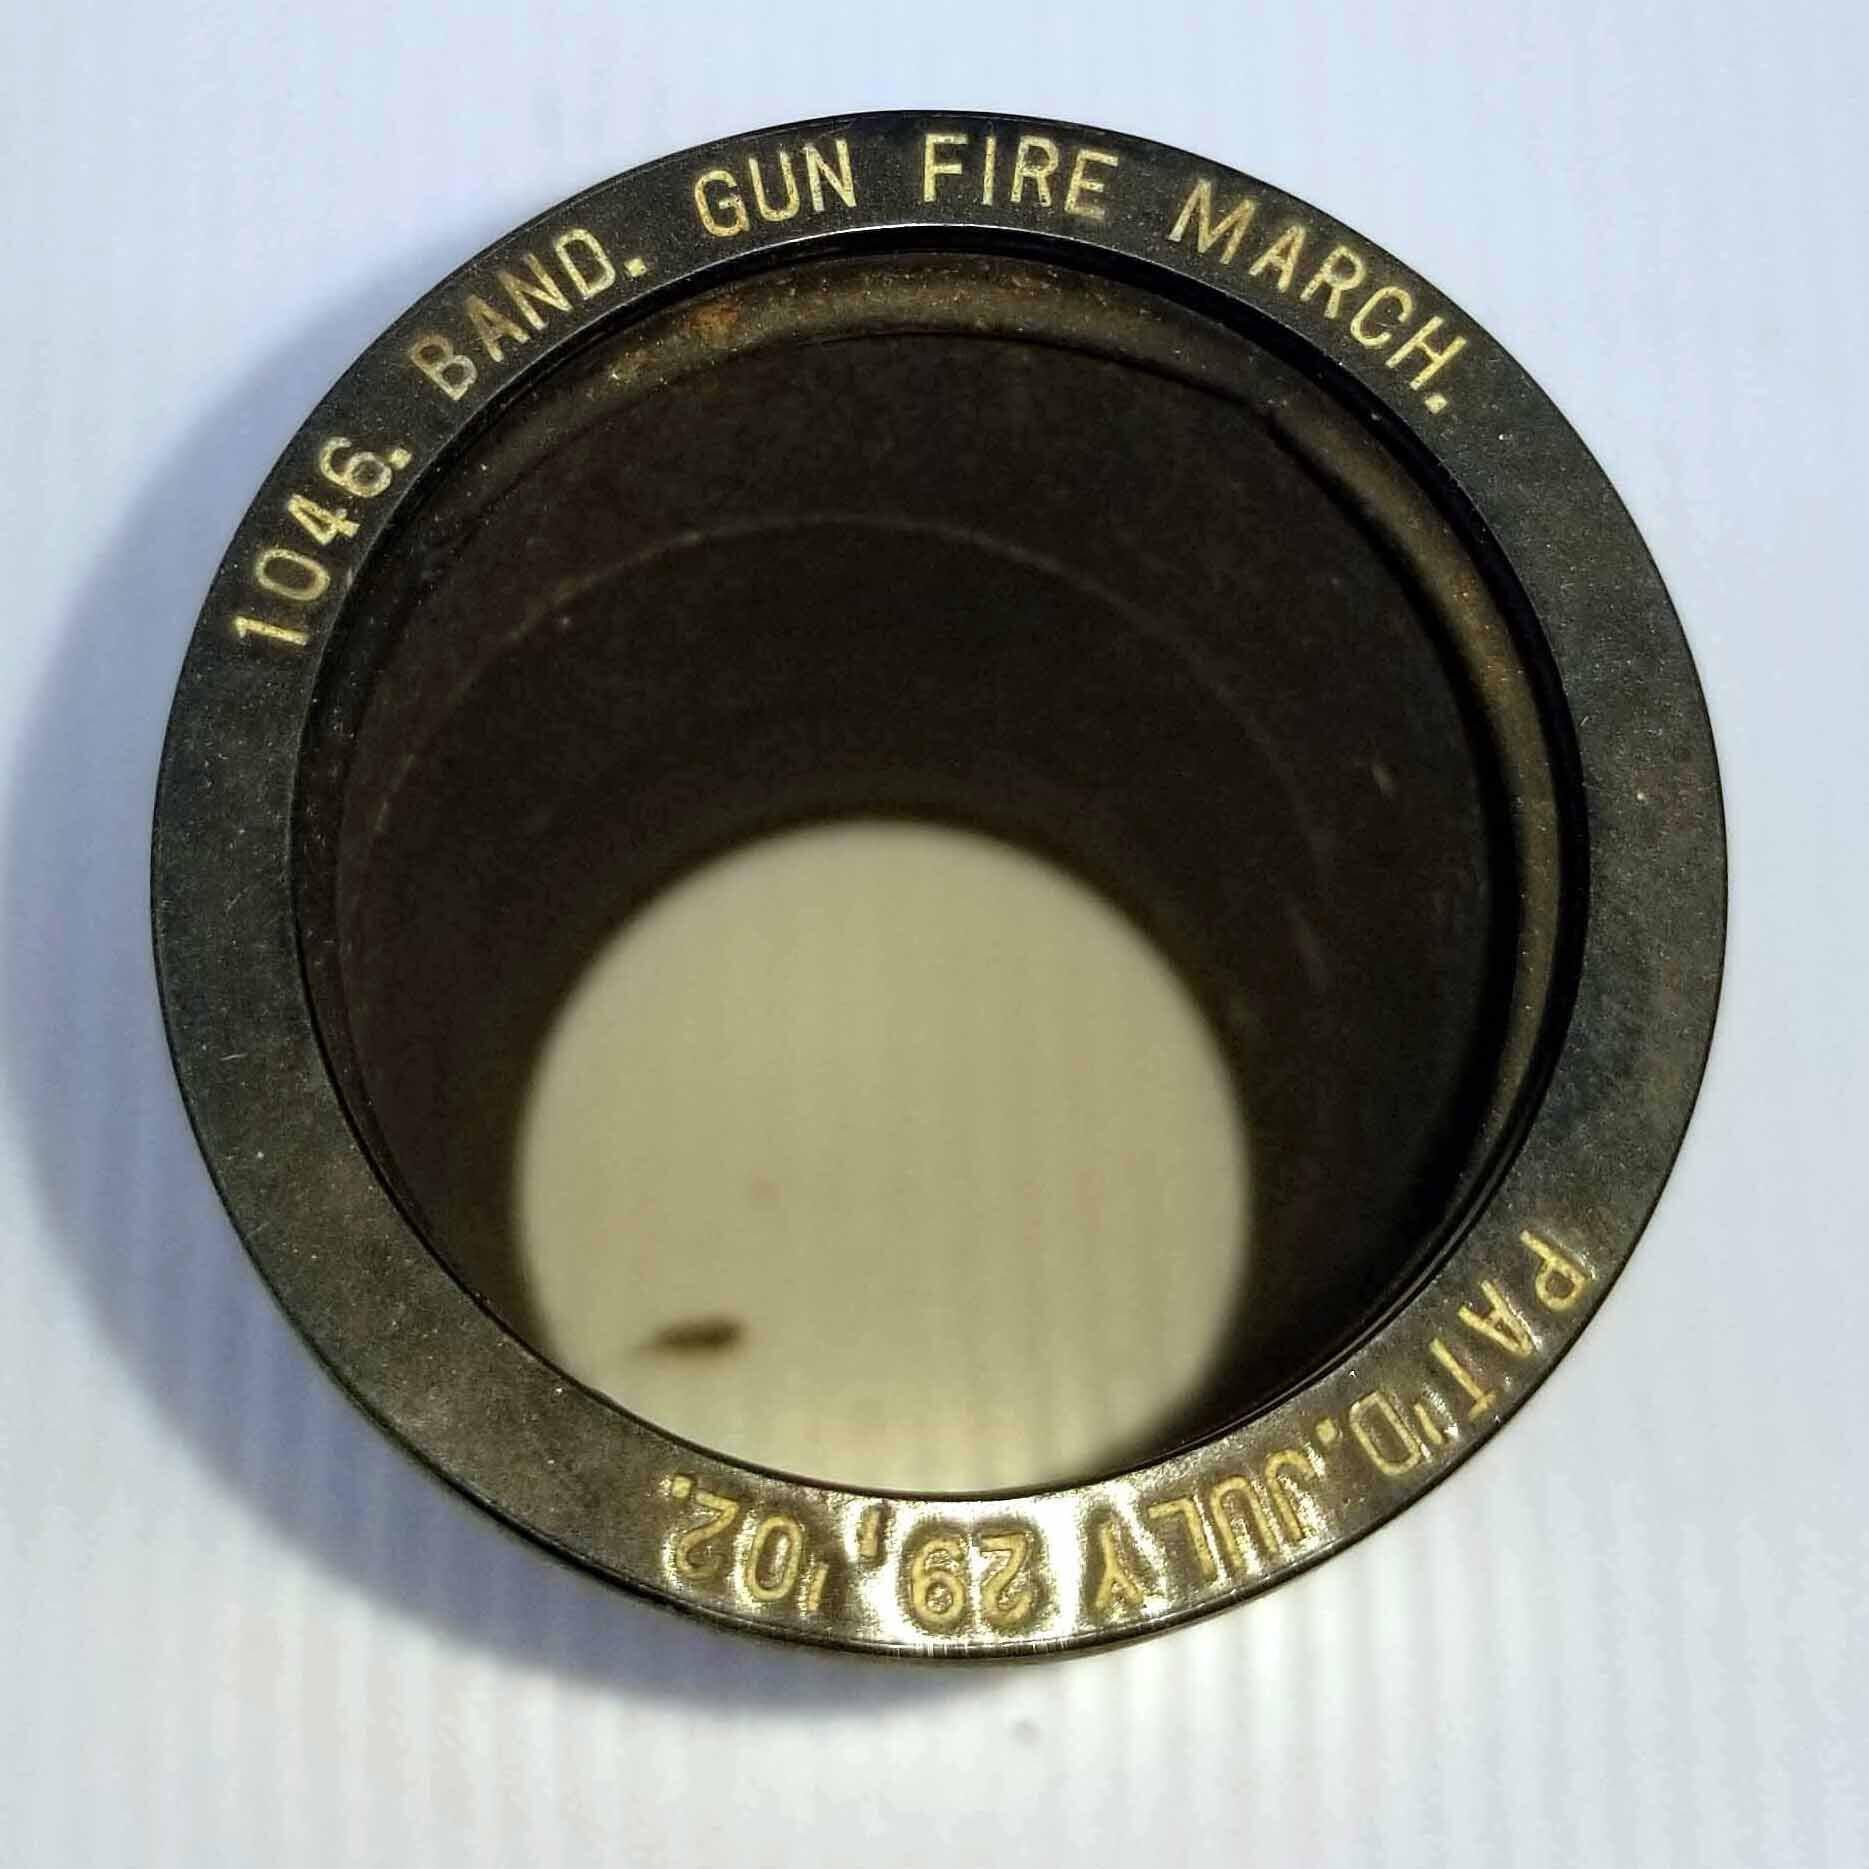 1046. BAND. GUN FIRE MARCH.
PAT"D. JULY 29, '02.